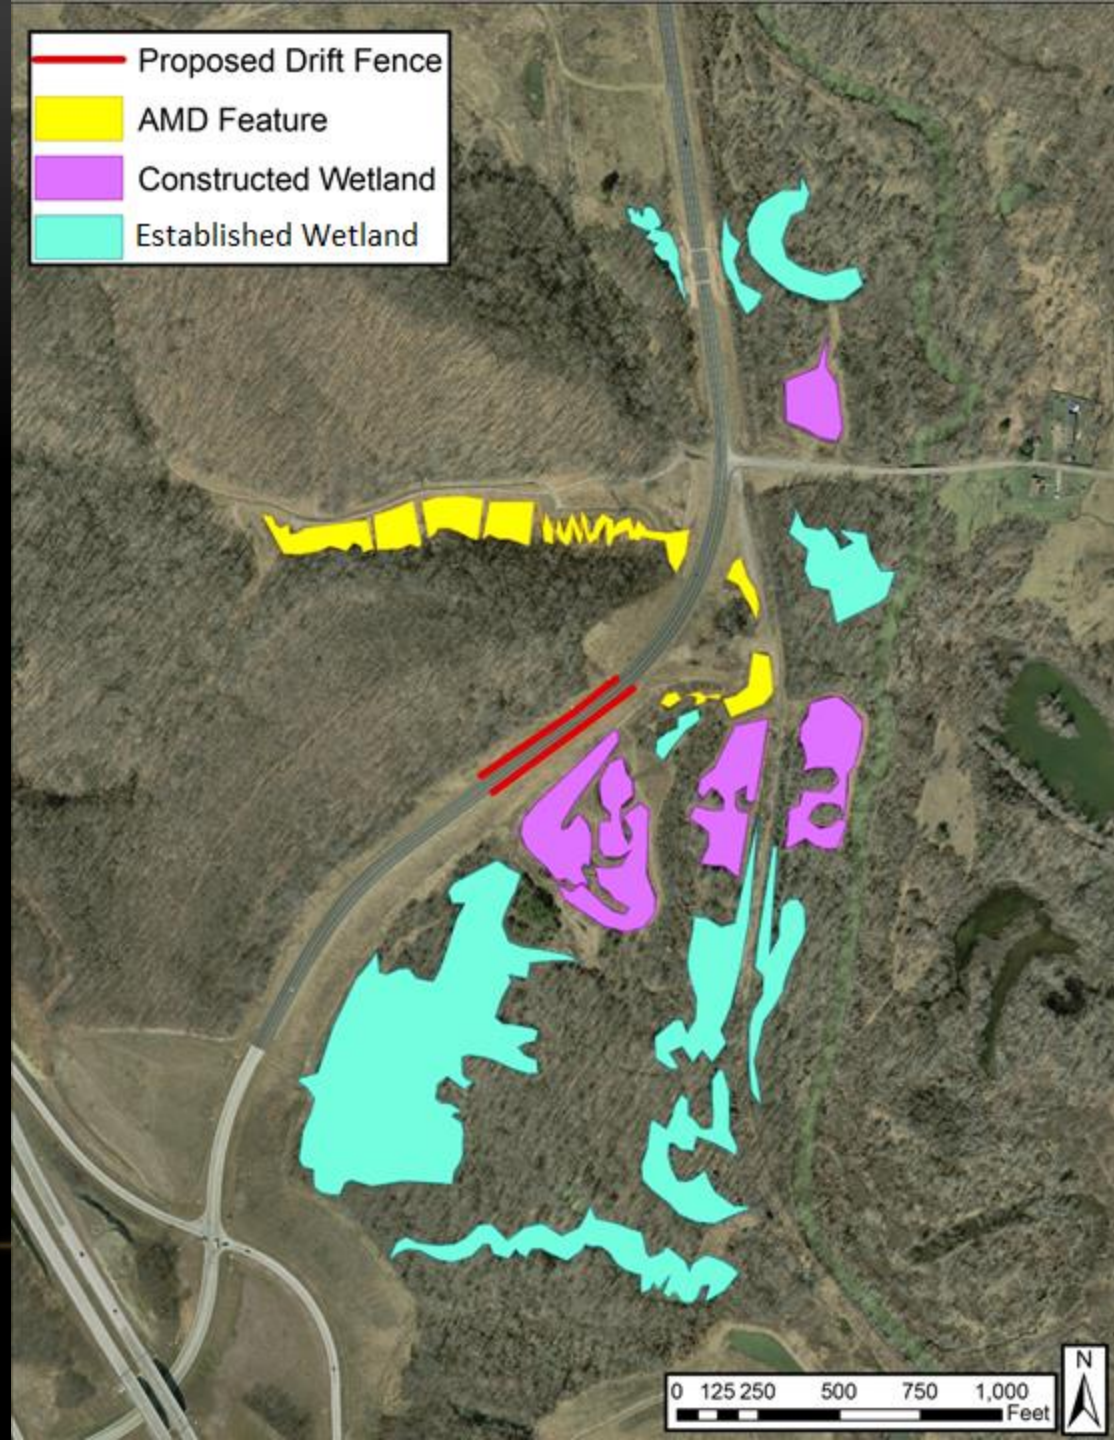 Proposed Drift Fence
AMD Feature
Constructed Wetland
Established Wetland
N
0 125 250 500 750 1,000
Feet